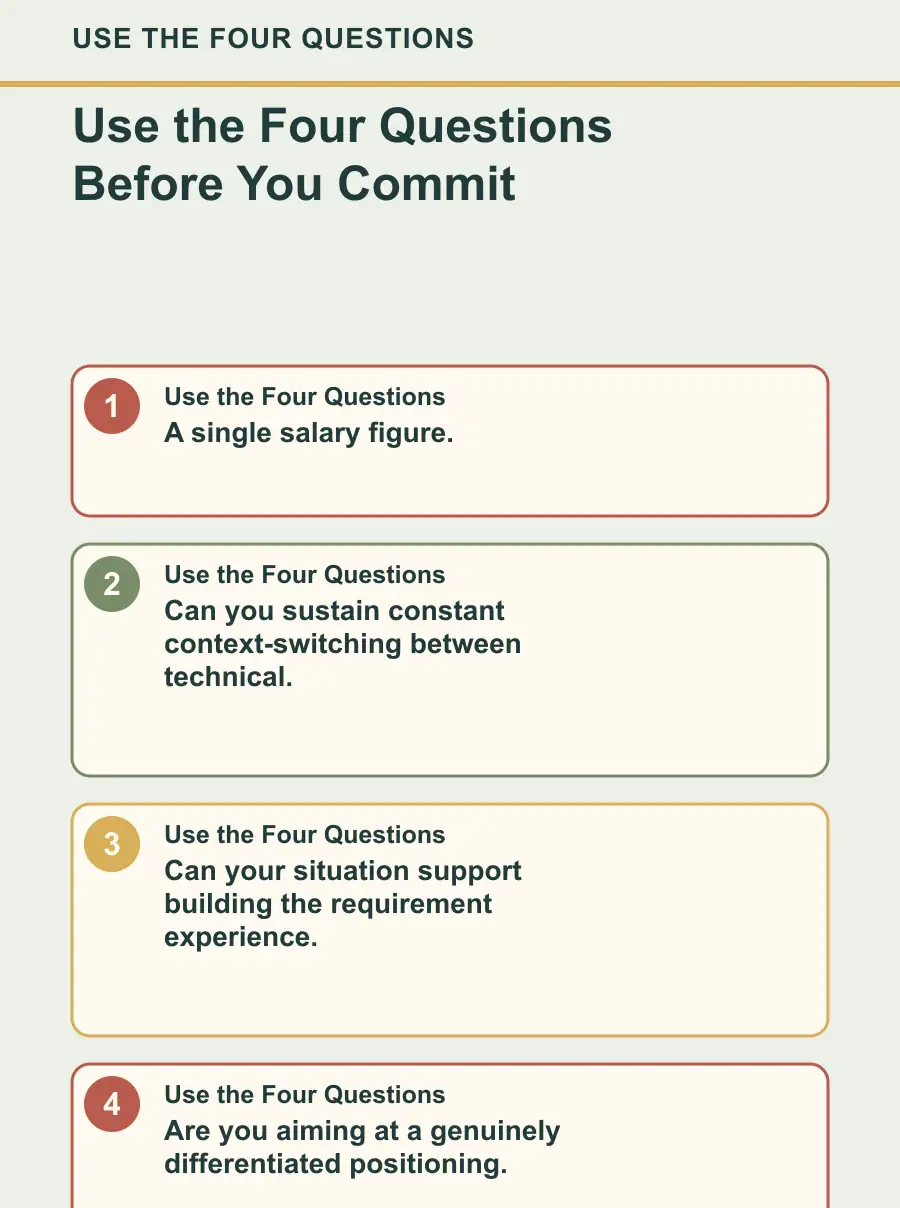 USE THE FOUR QUESTIONS
Use the Four Questions
Before You Commit
1
Use the Four Questions
A single salary figure.
2
Use the Four Questions
Can you sustain constant
context-switching between
technical.
3
Use the Four Questions
Can your situation support
building the requirement
experience.
4
Use the Four Questions
Are you aiming at a genuinely
differentiated positioning.